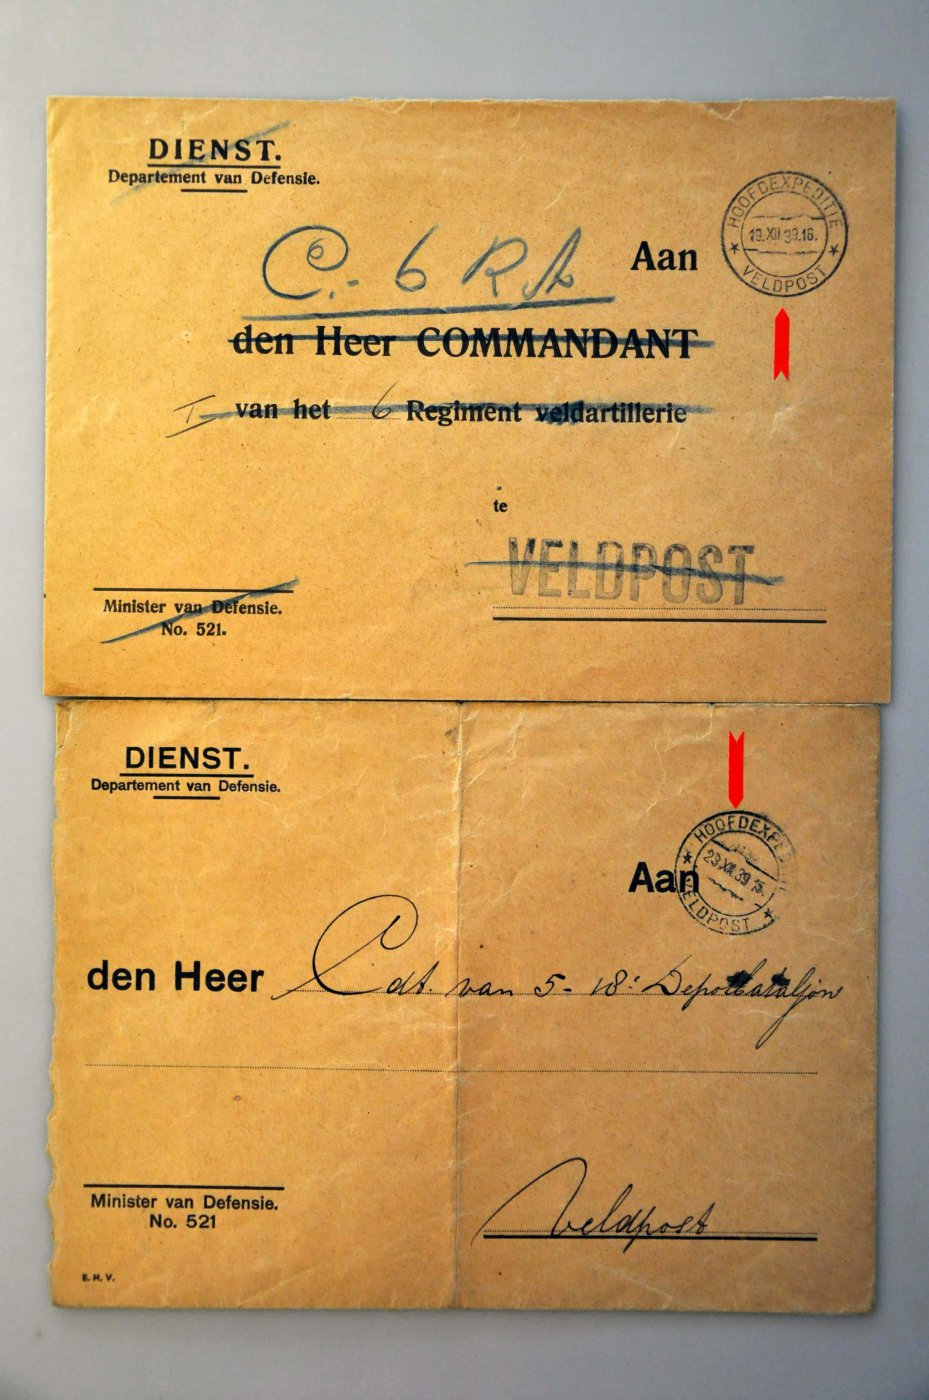 DIENST.
Departement van Defensie.
HOOFDEXPEDITIE
19.XII.39.16.
VELDPOST
C.- 6 R A
Aan
den Heer COMMANDANT
I van het 6 Regiment veldartillerie
te
VELDPOST
Minister van Defensie.
No. 521.
DIENST.
Departement van Defensie.
HOOFDEXPE
23.XII.39 15.
VELDPOST
Aan
den Heer Cdt. van 5-18e Depotbataljon
Minister van Defensie.
No. 521
Veldpost
E. H. V.